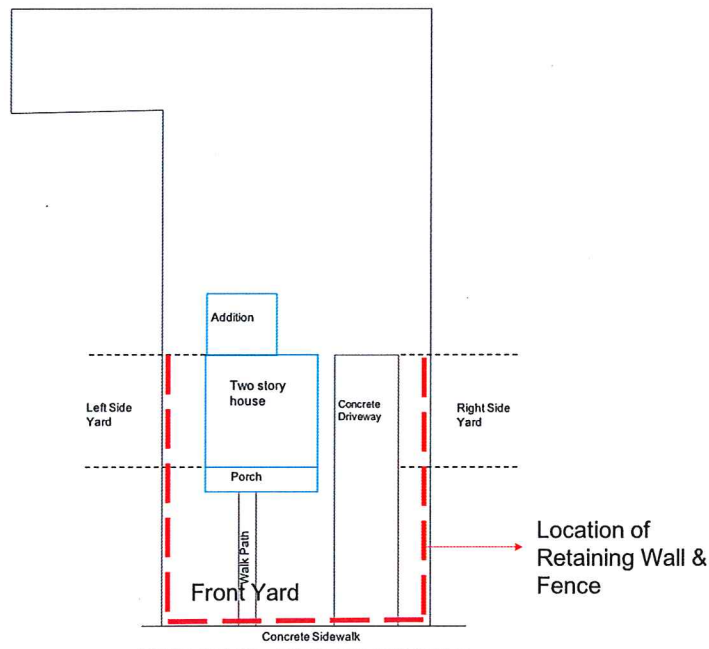 Addition
Two story
house
Concrete
Driveway
Left Side
Yard
Right Side
Yard
Porch
Walk Path
Location of
Retaining Wall &
Fence
Front Yard
Concrete Sidewalk